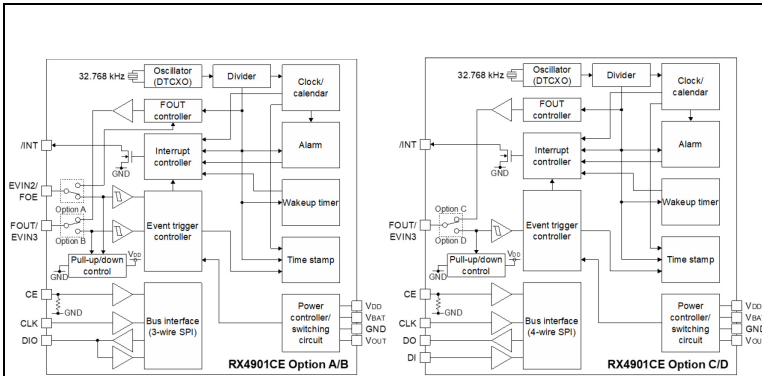 32.768 kHz
Oscillator
(DTCXO)
Divider
Clock/
calendar
FOUT
controller
/INT
GND
Interrupt
controller
Alarm
EVIN2/
FOE
Option A
Wakeup timer
FOUT/
EVIN3
Option B
Event trigger
controller
Pull-up/down
control
VDD
GND
Time stamp
CE
GND
CLK
DIO
Bus interface
(3-wire SPI)
Power
controller/
switching
circuit
VDD
VBAT
GND
VOUT
RX4901CE Option A/B
32.768 kHz
Oscillator
(DTCXO)
Divider
Clock/
calendar
FOUT
controller
/INT
GND
Interrupt
controller
Alarm
Wakeup timer
Option C
FOUT/
EVIN3
Option D
Event trigger
controller
Pull-up/down
control
VDD
GND
Time stamp
CE
GND
CLK
DO
DI
Bus interface
(4-wire SPI)
Power
controller/
switching
circuit
VDD
VBAT
GND
VOUT
RX4901CE Option C/D